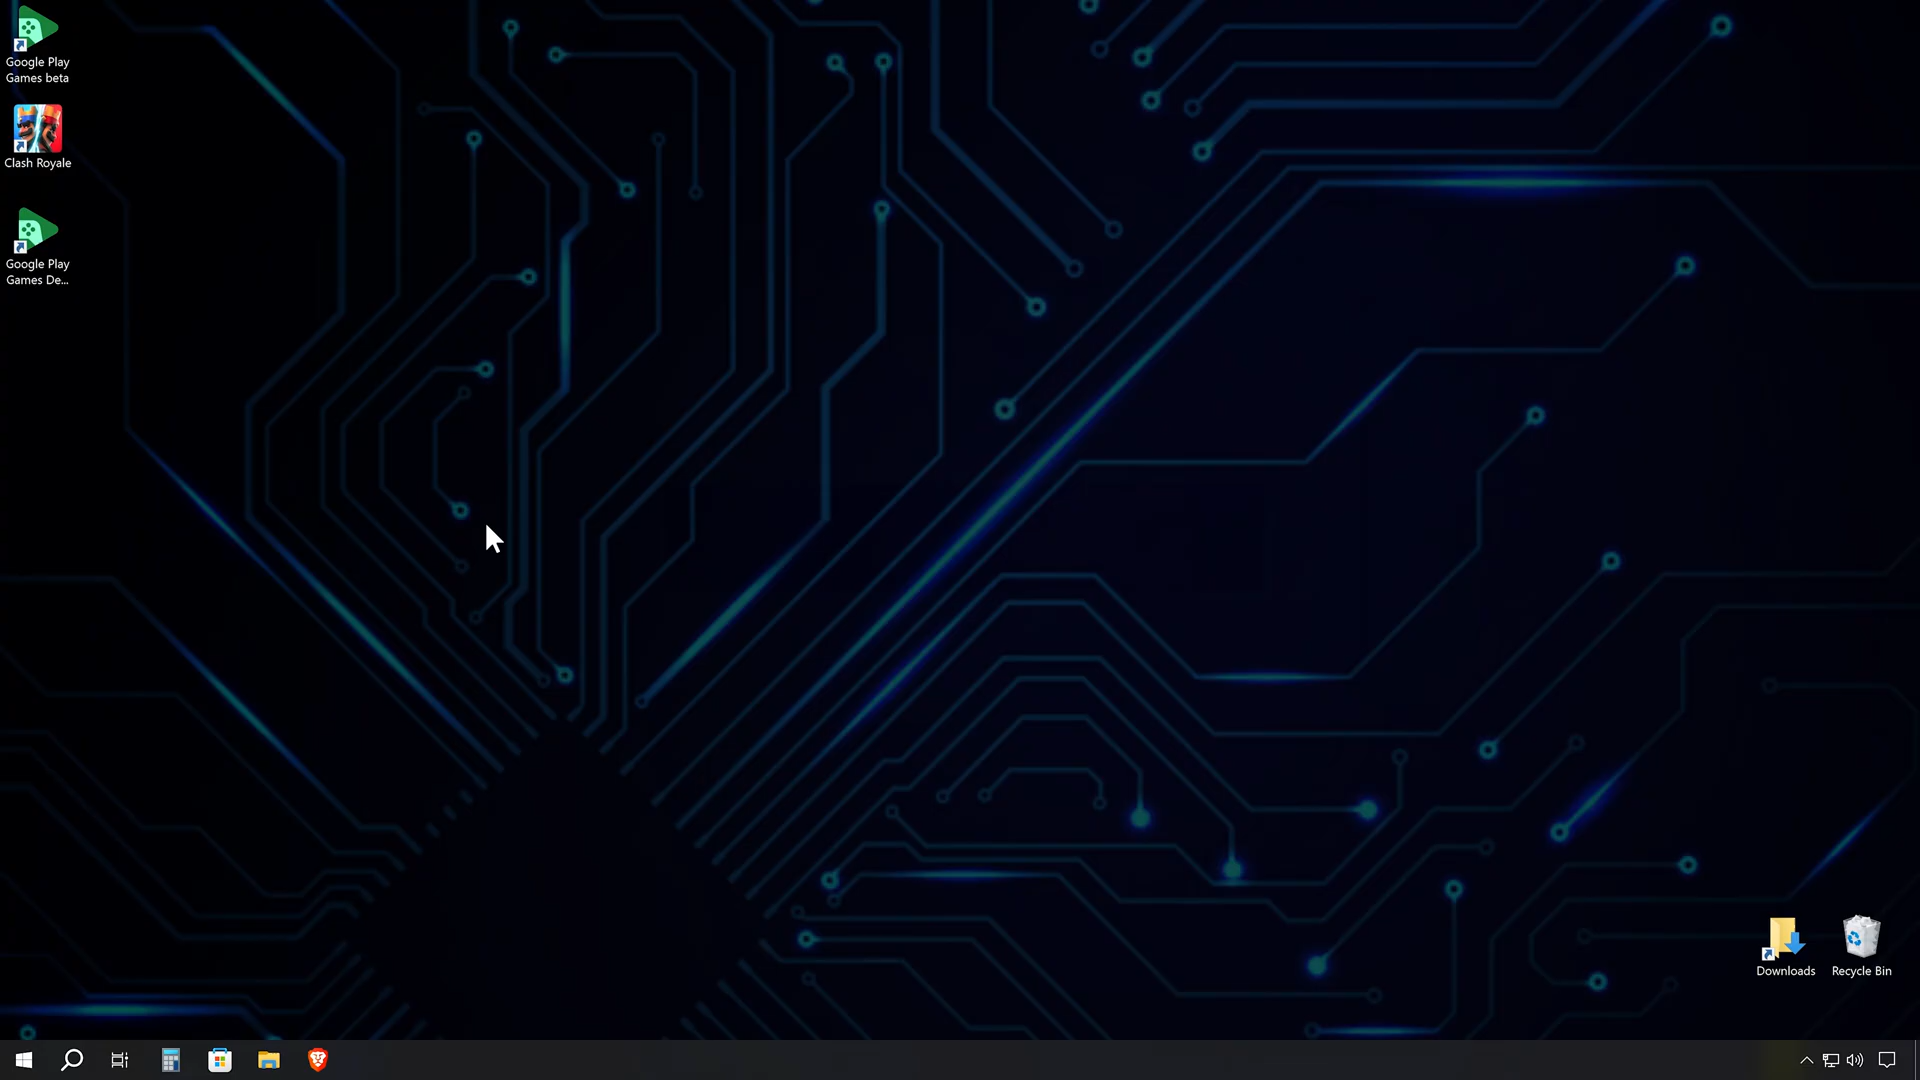 Google Play
Games beta
Clash Royale
Google Play
Games De...
Downloads
Recycle Bin